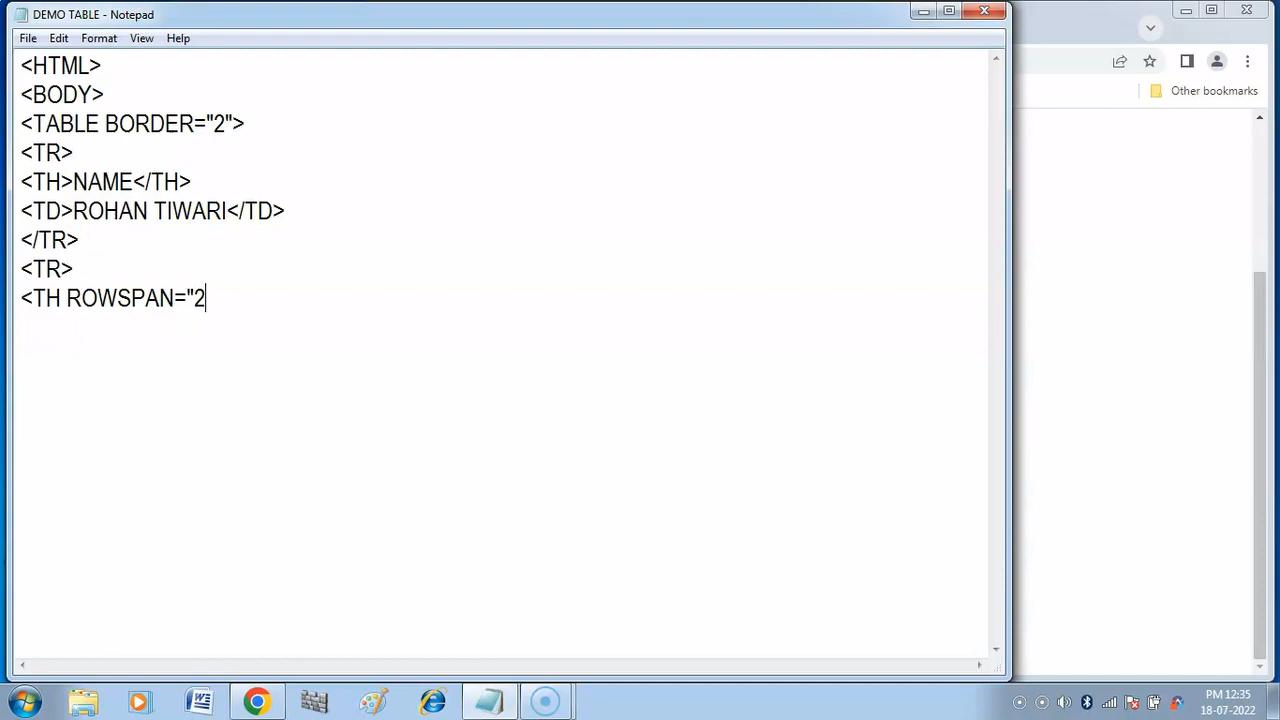 DEMO TABLE - Notepad
File Edit Format View Help
<HTML>
<BODY>
<TABLE BORDER="2">
<TR>
<TH>NAME</TH>
<TD>ROHAN TIWARI</TD>
</TR>
<TR>
<TH ROWSPAN="2
Other bookmarks
PM 12:35
18-07-2022